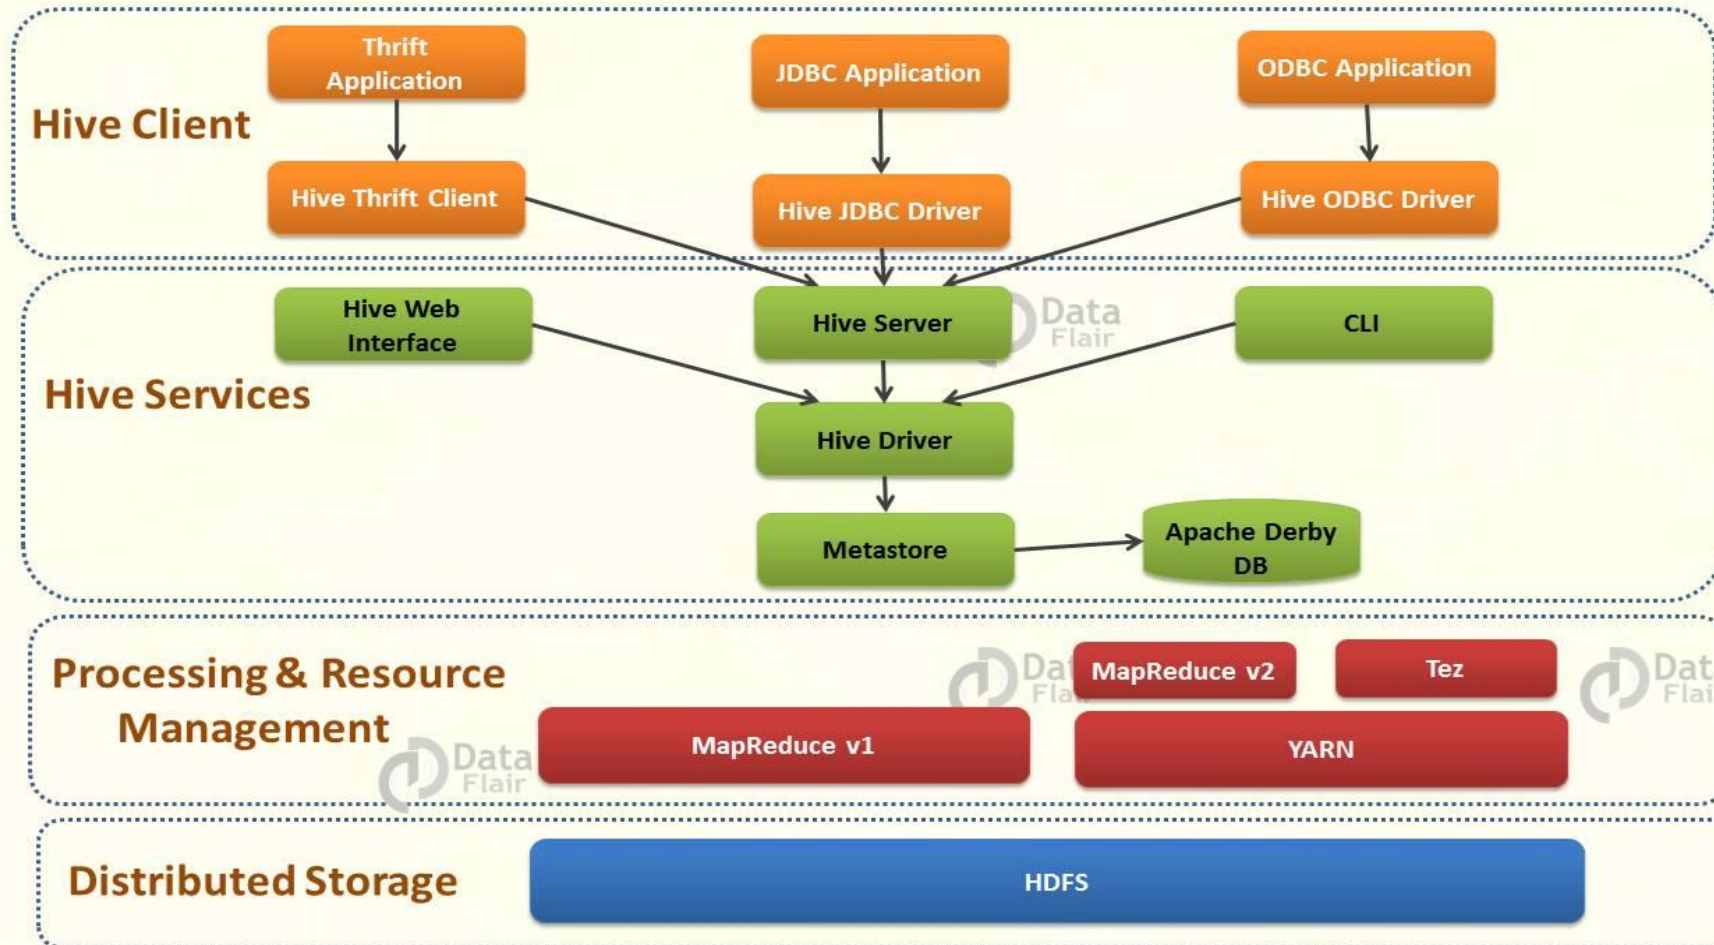 Thrift
Application
JDBC Application
ODBC Application
Hive Client
Hive Thrift Client
Hive JDBC Driver
Hive ODBC Driver
Hive Web
Interface
Hive Server
Data
Flair
CLI
Hive Services
Hive Driver
Metastore
Apache Derby
DB
Processing & Resource
Management
MapReduce v2
Tez
MapReduce v1
YARN
Data
Flair
Distributed Storage
HDFS